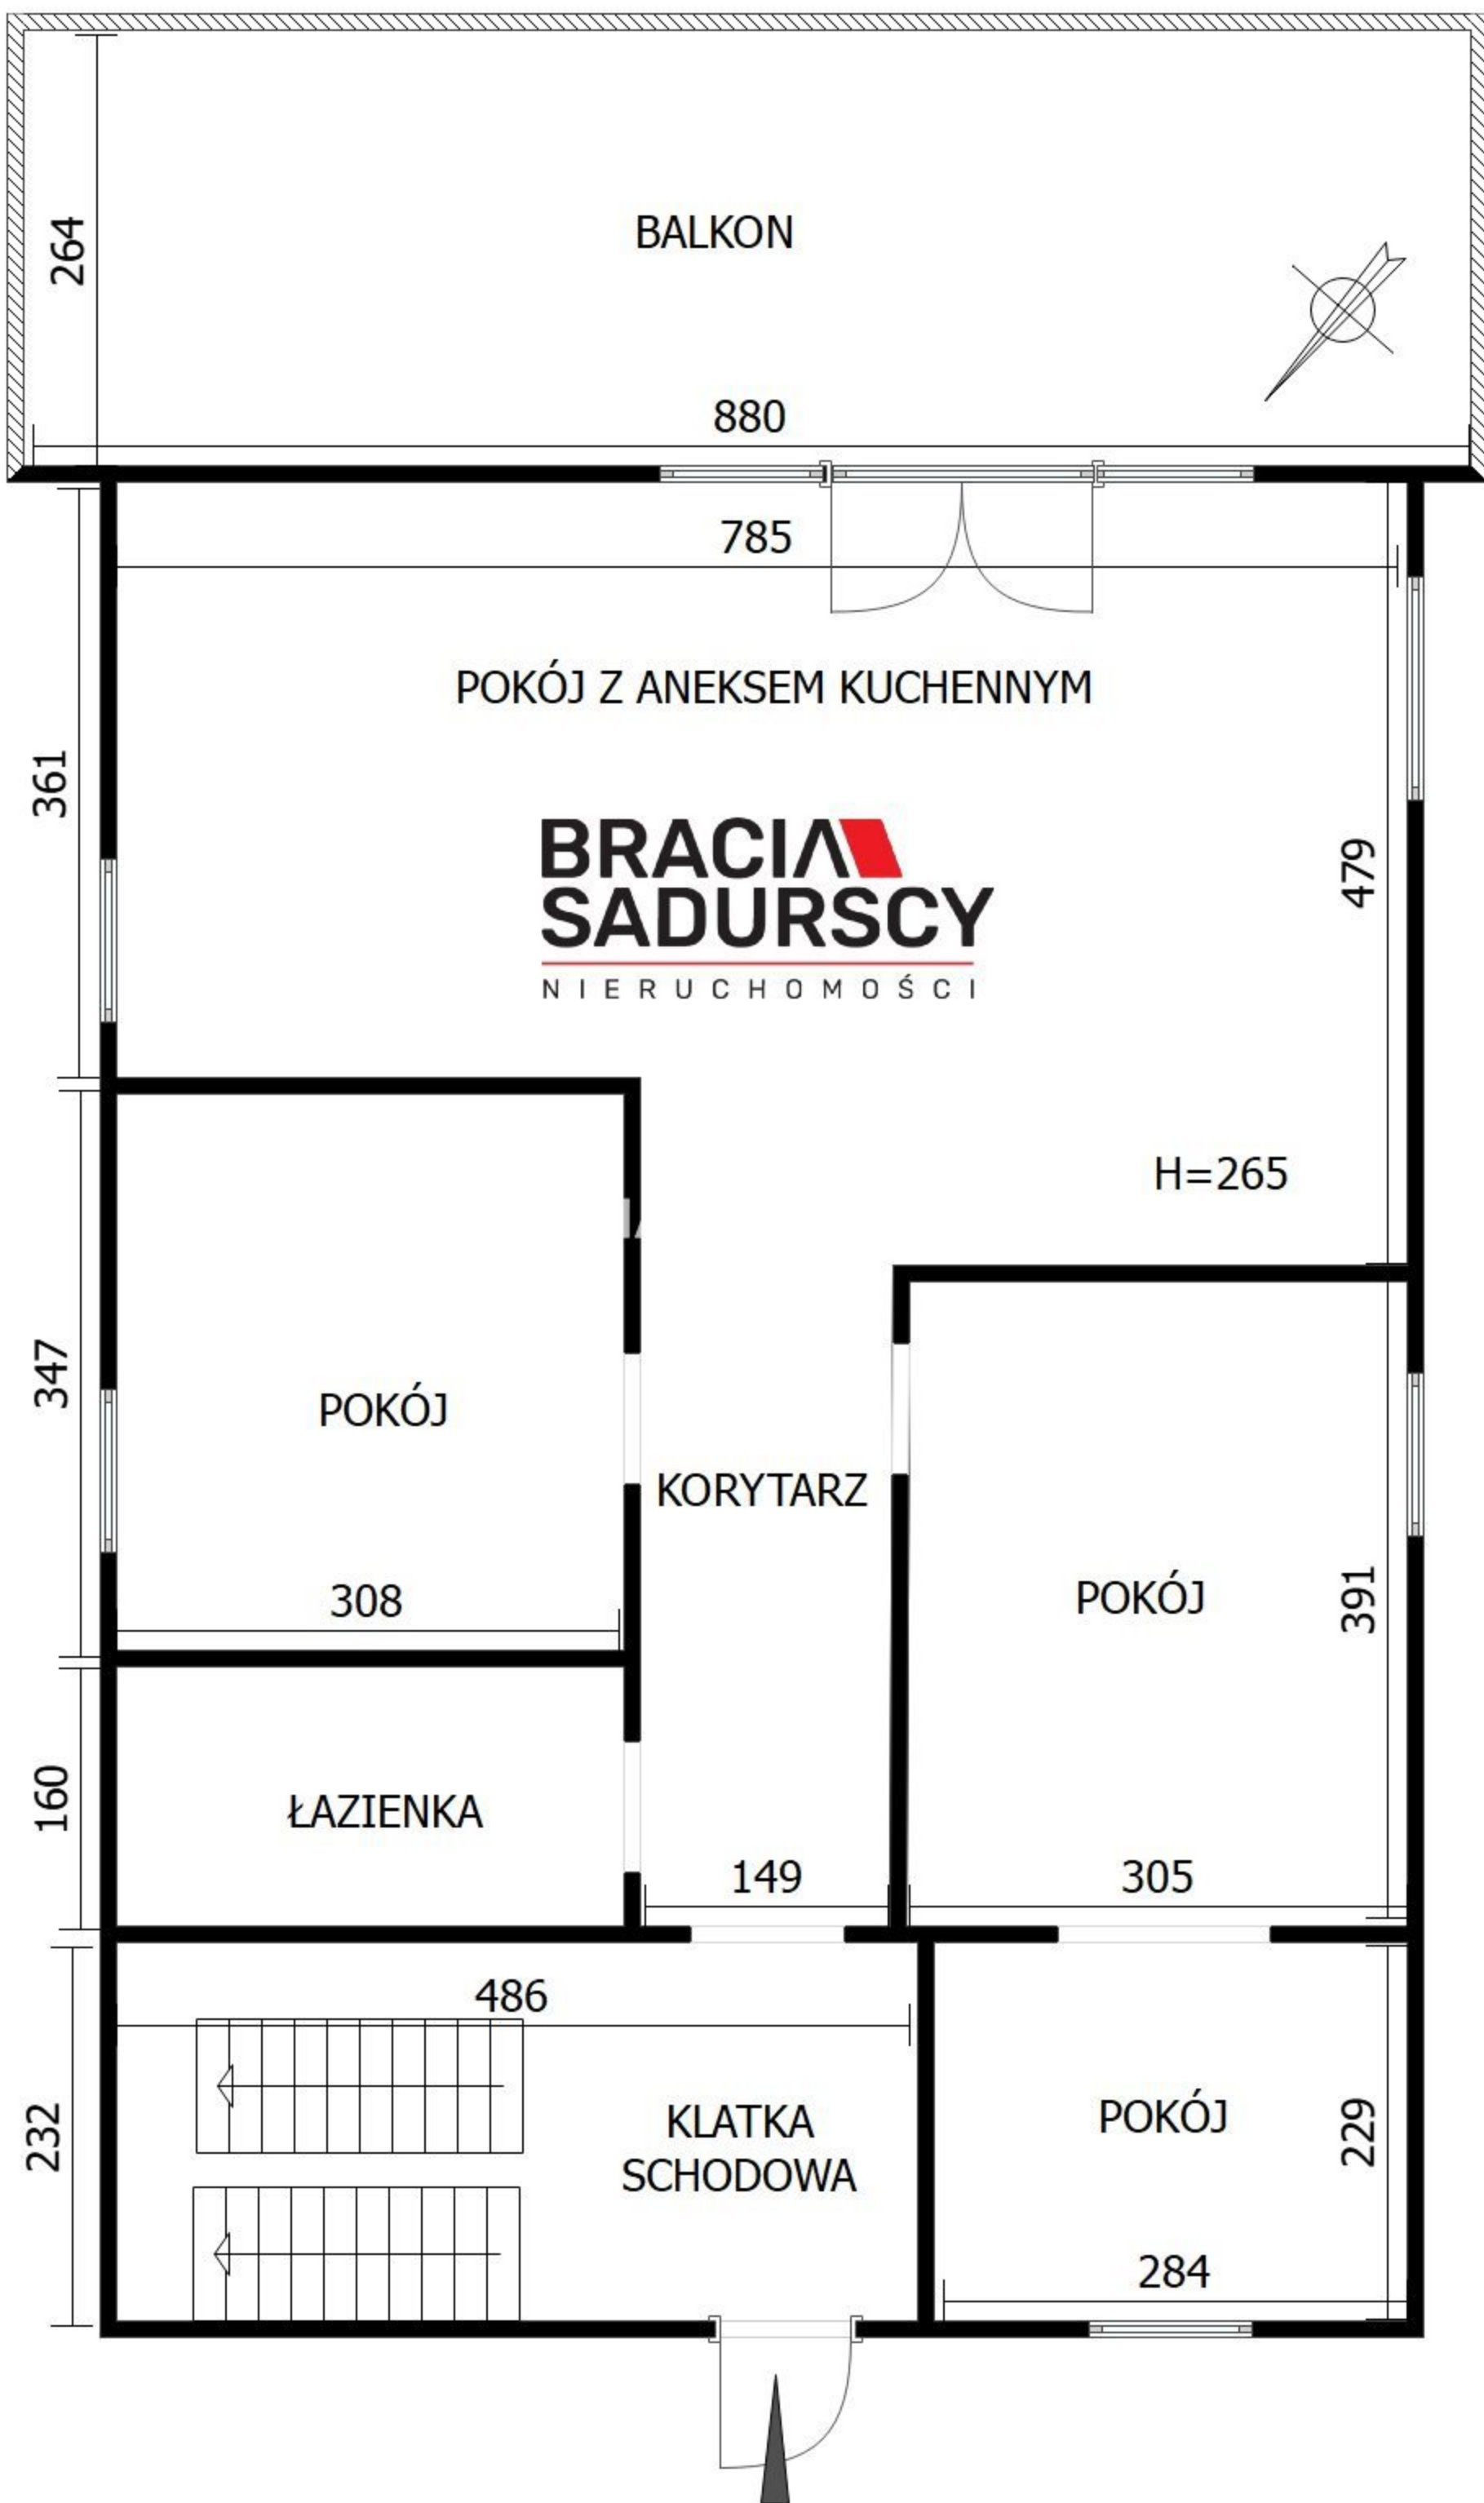 264
BALKON
880
785
POKÓJ Z ANEKSEM KUCHENNYM
361
BRACIA
SADURSCY
NIERUCHOMOŚCI
479
H=265
347
POKÓJ
KORYTARZ
308
POKÓJ
391
160
ŁAZIENKA
149
305
486
232
KLATKA
SCHODOWA
POKÓJ
229
284